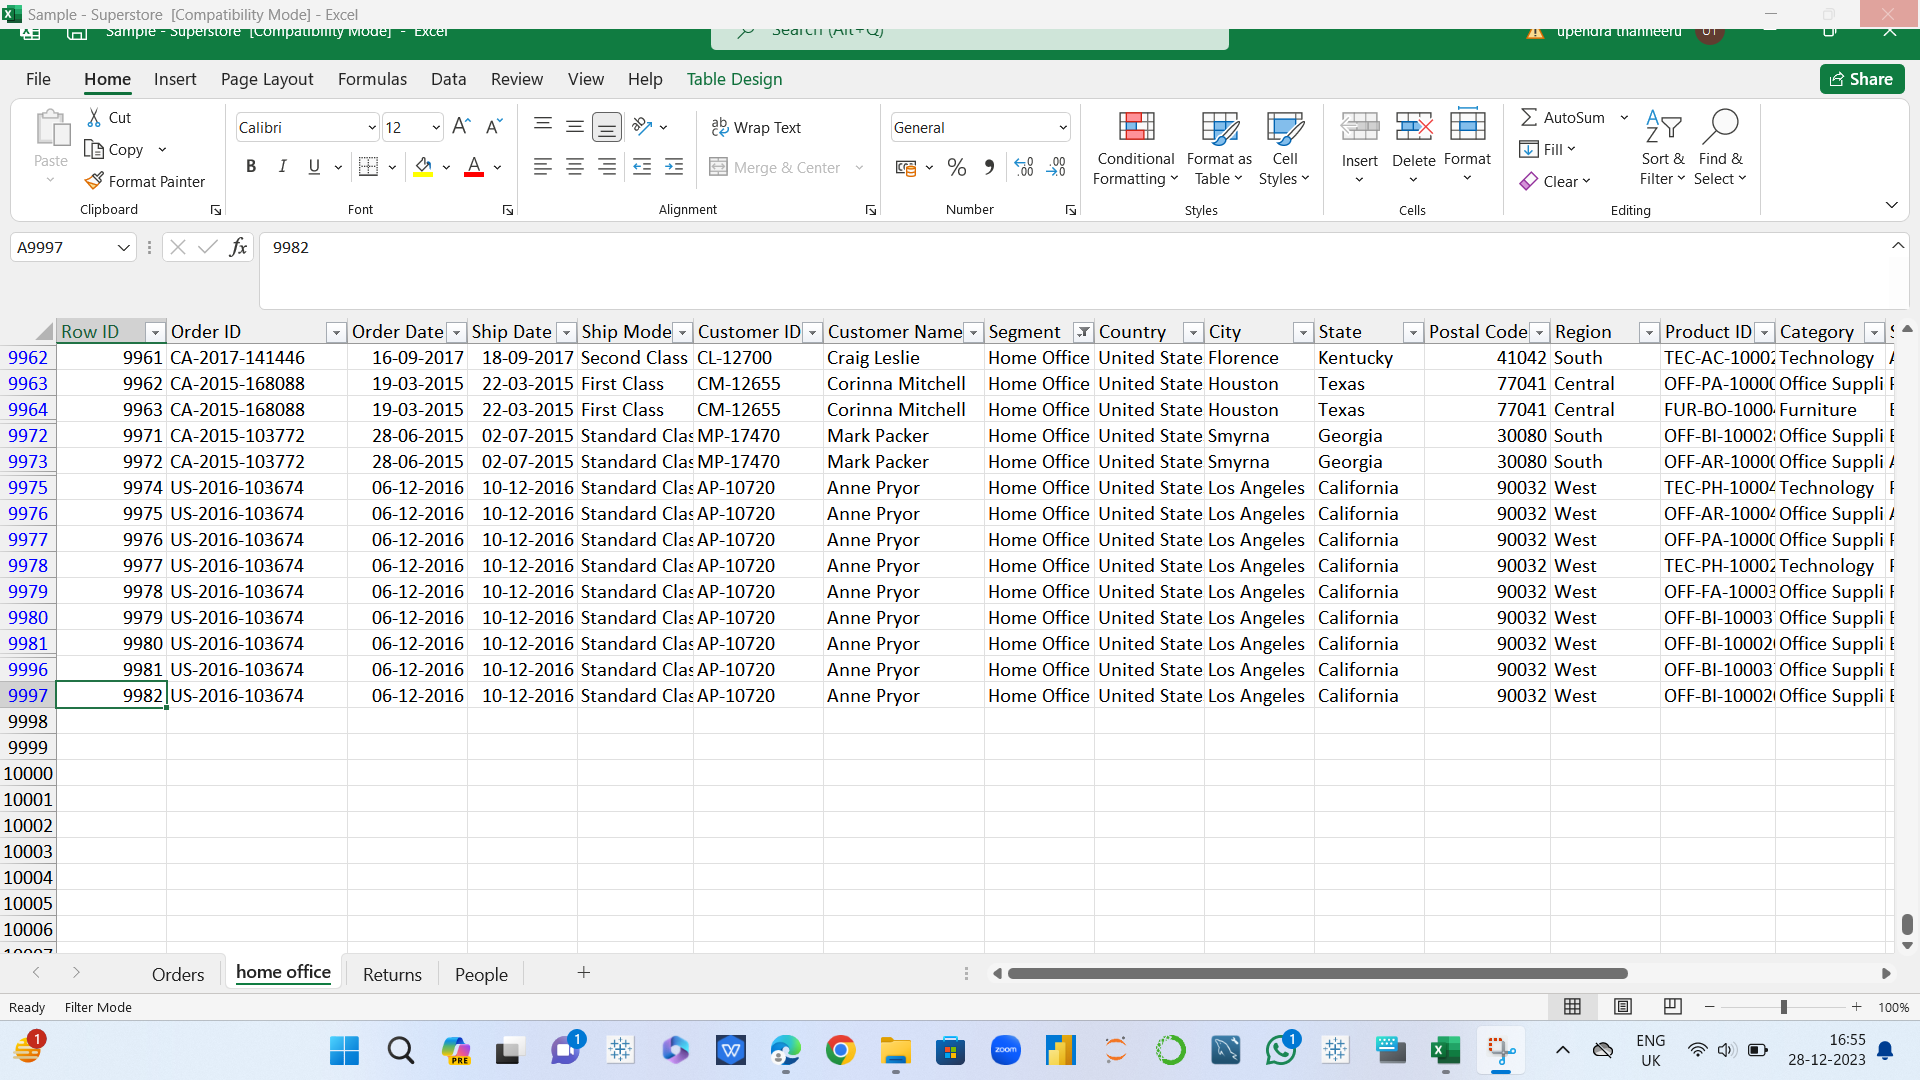 Sample - Superstore [Compatibility Mode] - Excel
Sample - Superstore [Compatibility Mode] - Excel
Search (Alt+Q)
upendra thanneeru UT
File Home Insert Page Layout Formulas Data Review View Help Table Design
Share
Paste
Cut
Copy
Format Painter
Clipboard
Calibri 12
B I U
Font
Wrap Text
Merge & Center
Alignment
General
Number
Conditional Formatting
Format as Table
Cell Styles
Styles
Insert Delete Format
Cells
AutoSum
Fill
Clear
Sort & Filter
Find & Select
Editing
A9997 fx 9982
Row ID Order ID Order Date Ship Date Ship Mode Customer ID Customer Name Segment Country City State Postal Code Region Product ID Category
9962 9961 CA-2017-141446 16-09-2017 18-09-2017 Second Class CL-12700 Craig Leslie Home Office United State Florence Kentucky 41042 South TEC-AC-10002 Technology
9963 9962 CA-2015-168088 19-03-2015 22-03-2015 First Class CM-12655 Corinna Mitchell Home Office United State Houston Texas 77041 Central OFF-PA-10000 Office Suppli
9964 9963 CA-2015-168088 19-03-2015 22-03-2015 First Class CM-12655 Corinna Mitchell Home Office United State Houston Texas 77041 Central FUR-BO-1000 Furniture
9972 9971 CA-2015-103772 28-06-2015 02-07-2015 Standard Clas MP-17470 Mark Packer Home Office United State Smyrna Georgia 30080 South OFF-BI-10002 Office Suppli
9973 9972 CA-2015-103772 28-06-2015 02-07-2015 Standard Clas MP-17470 Mark Packer Home Office United State Smyrna Georgia 30080 South OFF-AR-1000 Office Suppli
9975 9974 US-2016-103674 06-12-2016 10-12-2016 Standard Clas AP-10720 Anne Pryor Home Office United State Los Angeles California 90032 West TEC-PH-10004 Technology
9976 9975 US-2016-103674 06-12-2016 10-12-2016 Standard Clas AP-10720 Anne Pryor Home Office United State Los Angeles California 90032 West OFF-AR-1000 Office Suppli
9977 9976 US-2016-103674 06-12-2016 10-12-2016 Standard Clas AP-10720 Anne Pryor Home Office United State Los Angeles California 90032 West OFF-PA-10000 Office Suppli
9978 9977 US-2016-103674 06-12-2016 10-12-2016 Standard Clas AP-10720 Anne Pryor Home Office United State Los Angeles California 90032 West TEC-PH-10002 Technology
9979 9978 US-2016-103674 06-12-2016 10-12-2016 Standard Clas AP-10720 Anne Pryor Home Office United State Los Angeles California 90032 West OFF-FA-10003 Office Suppli
9980 9979 US-2016-103674 06-12-2016 10-12-2016 Standard Clas AP-10720 Anne Pryor Home Office United State Los Angeles California 90032 West OFF-BI-10003 Office Suppli
9981 9980 US-2016-103674 06-12-2016 10-12-2016 Standard Clas AP-10720 Anne Pryor Home Office United State Los Angeles California 90032 West OFF-BI-10002 Office Suppli
9996 9981 US-2016-103674 06-12-2016 10-12-2016 Standard Clas AP-10720 Anne Pryor Home Office United State Los Angeles California 90032 West OFF-BI-10003 Office Suppli
9997 9982 US-2016-103674 06-12-2016 10-12-2016 Standard Clas AP-10720 Anne Pryor Home Office United State Los Angeles California 90032 West OFF-BI-10002 Office Suppli
9998
9999
10000
10001
10002
10003
10004
10005
10006
Orders home office Returns People
Ready Filter Mode 100%
1 PRE 1 zoom 1
ENG UK
16:55
28-12-2023